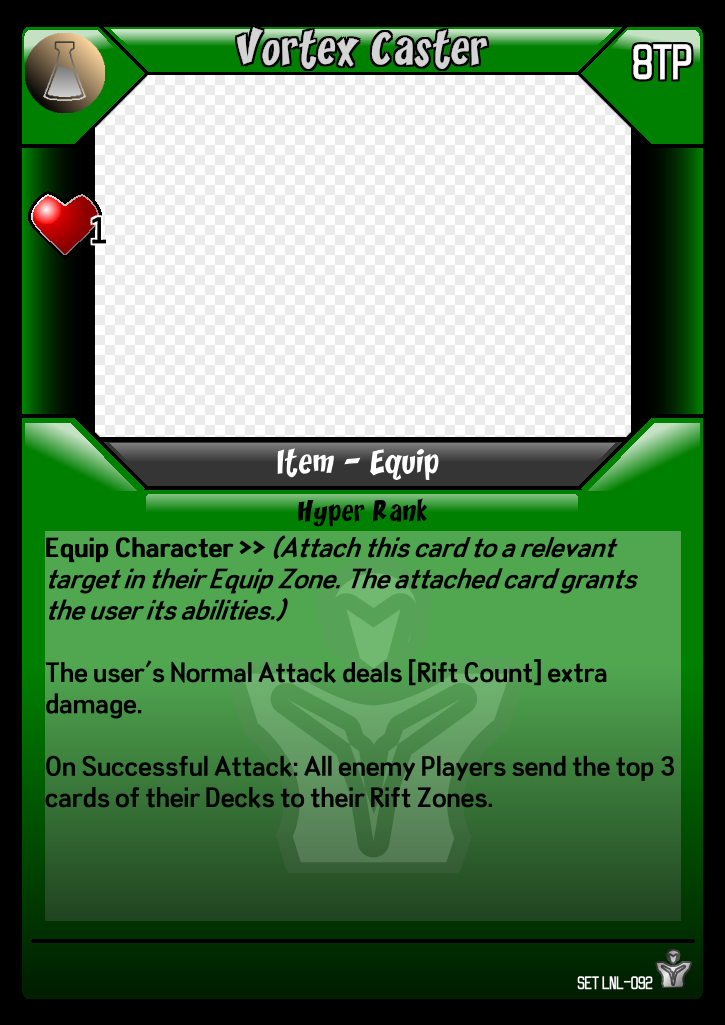 Vortex Caster
8TP
1
Item - Equip
Hyper Rank
Equip Character >> (Attach this card to a relevant
target in their Equip Zone. The attached card grants
the user its abilities.)
The user's Normal Attack deals [Rift Count] extra
damage.
On Successful Attack: All enemy Players send the top 3
cards of their Decks to their Rift Zones.
SET LNL-092